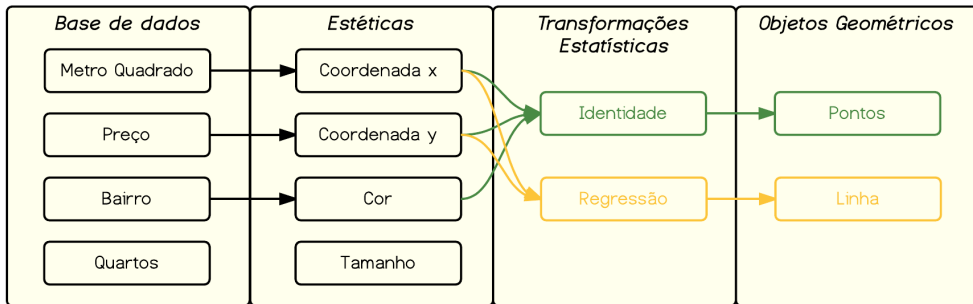 Base de dados
Metro Quadrado
Preço
Bairro
Quartos
Estéticas
Coordenada x
Coordenada y
Cor
Tamanho
Transformações
Estatísticas
Identidade
Regressão
Objetos Geométricos
Pontos
Linha